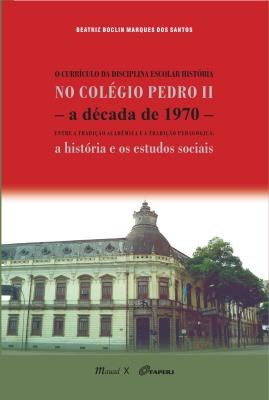 BEATRIZ BOCLIN MARQUES DOS SANTOS
O CURRÍCULO DA DISCIPLINA ESCOLAR HISTÓRIA
NO COLÉGIO PEDRO II
– a década de 1970 –
ENTRE A TRADIÇÃO ACADÊMICA E A TRADIÇÃO PEDAGÓGICA:
a história e os estudos sociais
Mauad X FAPERJ